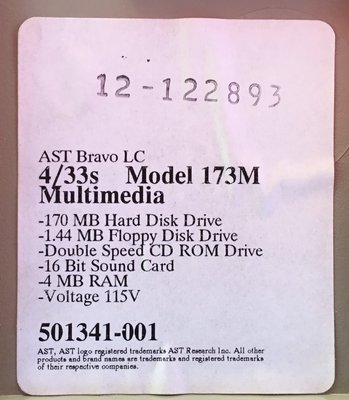 12-122893
AST Bravo LC
4/33s Model 173M
Multimedia
-170 MB Hard Disk Drive
-1.44 MB Floppy Disk Drive
-Double Speed CD ROM Drive
-16 Bit Sound Card
-4 MB RAM
-Voltage 115V
501341-001
AST, AST logo registered trademarks AST Research Inc. All other
products and brand names are trademarks and registered trademarks
of their respective companies.